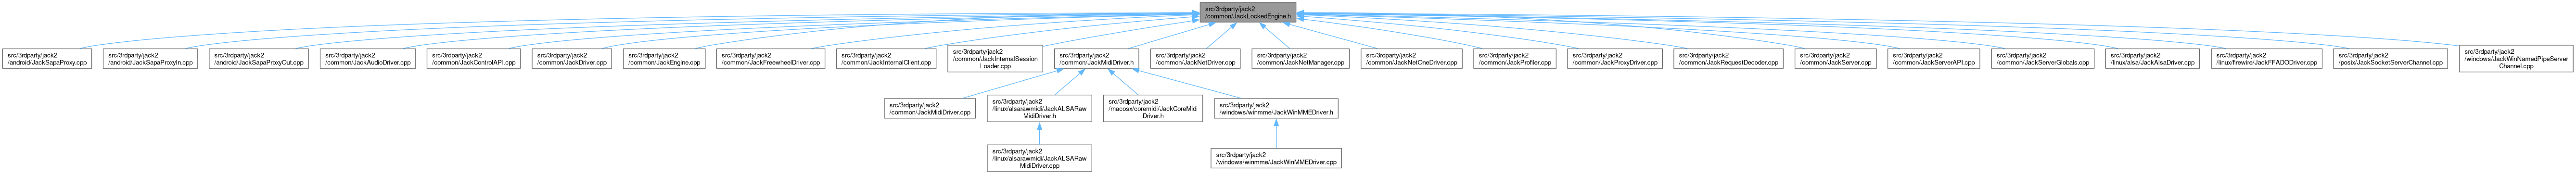 src/3rdparty/jack2
/common/JackLockedEngine.h
src/3rdparty/jack2
/android/JackSapaProxy.cpp
src/3rdparty/jack2
/android/JackSapaProxyIn.cpp
src/3rdparty/jack2
/android/JackSapaProxyOut.cpp
src/3rdparty/jack2
/common/JackAudioDriver.cpp
src/3rdparty/jack2
/common/JackControlAPI.cpp
src/3rdparty/jack2
/common/JackDriver.cpp
src/3rdparty/jack2
/common/JackEngine.cpp
src/3rdparty/jack2
/common/JackFreewheelDriver.cpp
src/3rdparty/jack2
/common/JackInternalClient.cpp
src/3rdparty/jack2
/common/JackInternalSession
Loader.cpp
src/3rdparty/jack2
/common/JackMidiDriver.h
src/3rdparty/jack2
/common/JackNetDriver.cpp
src/3rdparty/jack2
/common/JackNetManager.cpp
src/3rdparty/jack2
/common/JackNetOneDriver.cpp
src/3rdparty/jack2
/common/JackProfiler.cpp
src/3rdparty/jack2
/common/JackProxyDriver.cpp
src/3rdparty/jack2
/common/JackRequestDecoder.cpp
src/3rdparty/jack2
/common/JackServer.cpp
src/3rdparty/jack2
/common/JackServerAPI.cpp
src/3rdparty/jack2
/common/JackServerGlobals.cpp
src/3rdparty/jack2
/linux/alsa/JackAlsaDriver.cpp
src/3rdparty/jack2
/linux/firewire/JackFFADODriver.cpp
src/3rdparty/jack2
/posix/JackSocketServerChannel.cpp
src/3rdparty/jack2
/windows/JackWinNamedPipeServer
Channel.cpp
src/3rdparty/jack2
/common/JackMidiDriver.cpp
src/3rdparty/jack2
/linux/alsarawmidi/JackALSARaw
MidiDriver.h
src/3rdparty/jack2
/macosx/coremidi/JackCoreMidi
Driver.h
src/3rdparty/jack2
/windows/winmme/JackWinMMEDriver.h
src/3rdparty/jack2
/linux/alsarawmidi/JackALSARaw
MidiDriver.cpp
src/3rdparty/jack2
/windows/winmme/JackWinMMEDriver.cpp